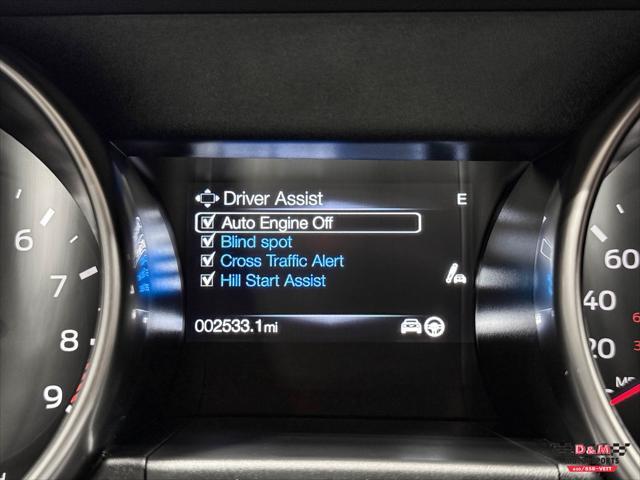 Driver Assist E
Auto Engine Off
Blind spot
Cross Traffic Alert
Hill Start Assist
002533.1mi
6
7
8
9
60
40
20
D&M